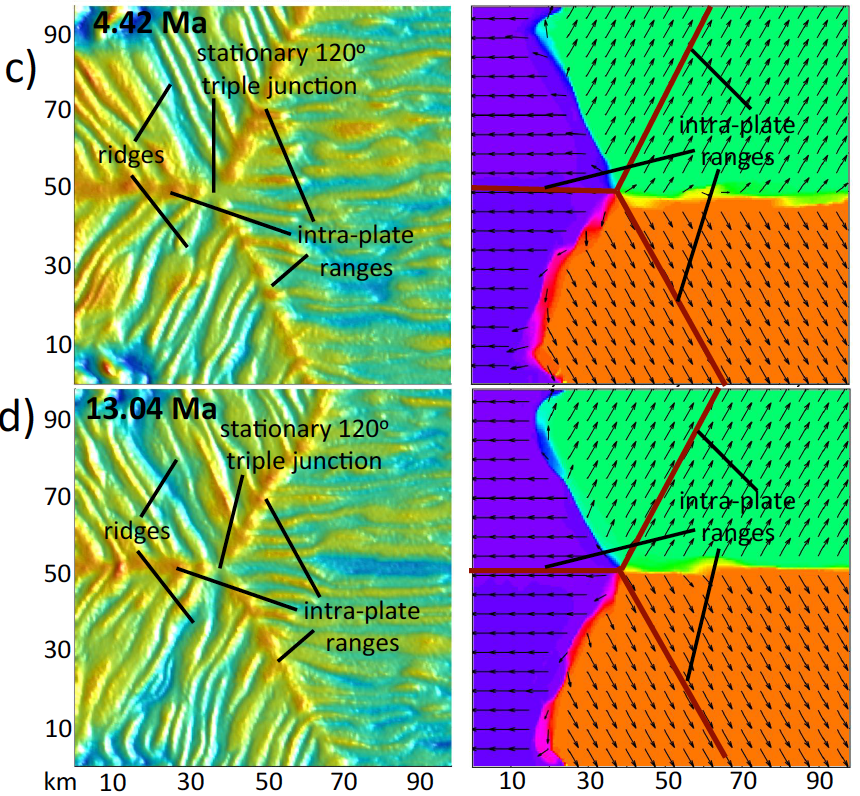 c)
4.42 Ma
stationary 120º
triple junction
ridges
intra-plate
ranges
90
70
50
30
10
intra-plate
ranges
d)
13.04 Ma
stationary 120º
triple junction
ridges
intra-plate
ranges
90
70
50
30
10
intra-plate
ranges
km 10 30 50 70 90
10 30 50 70 90